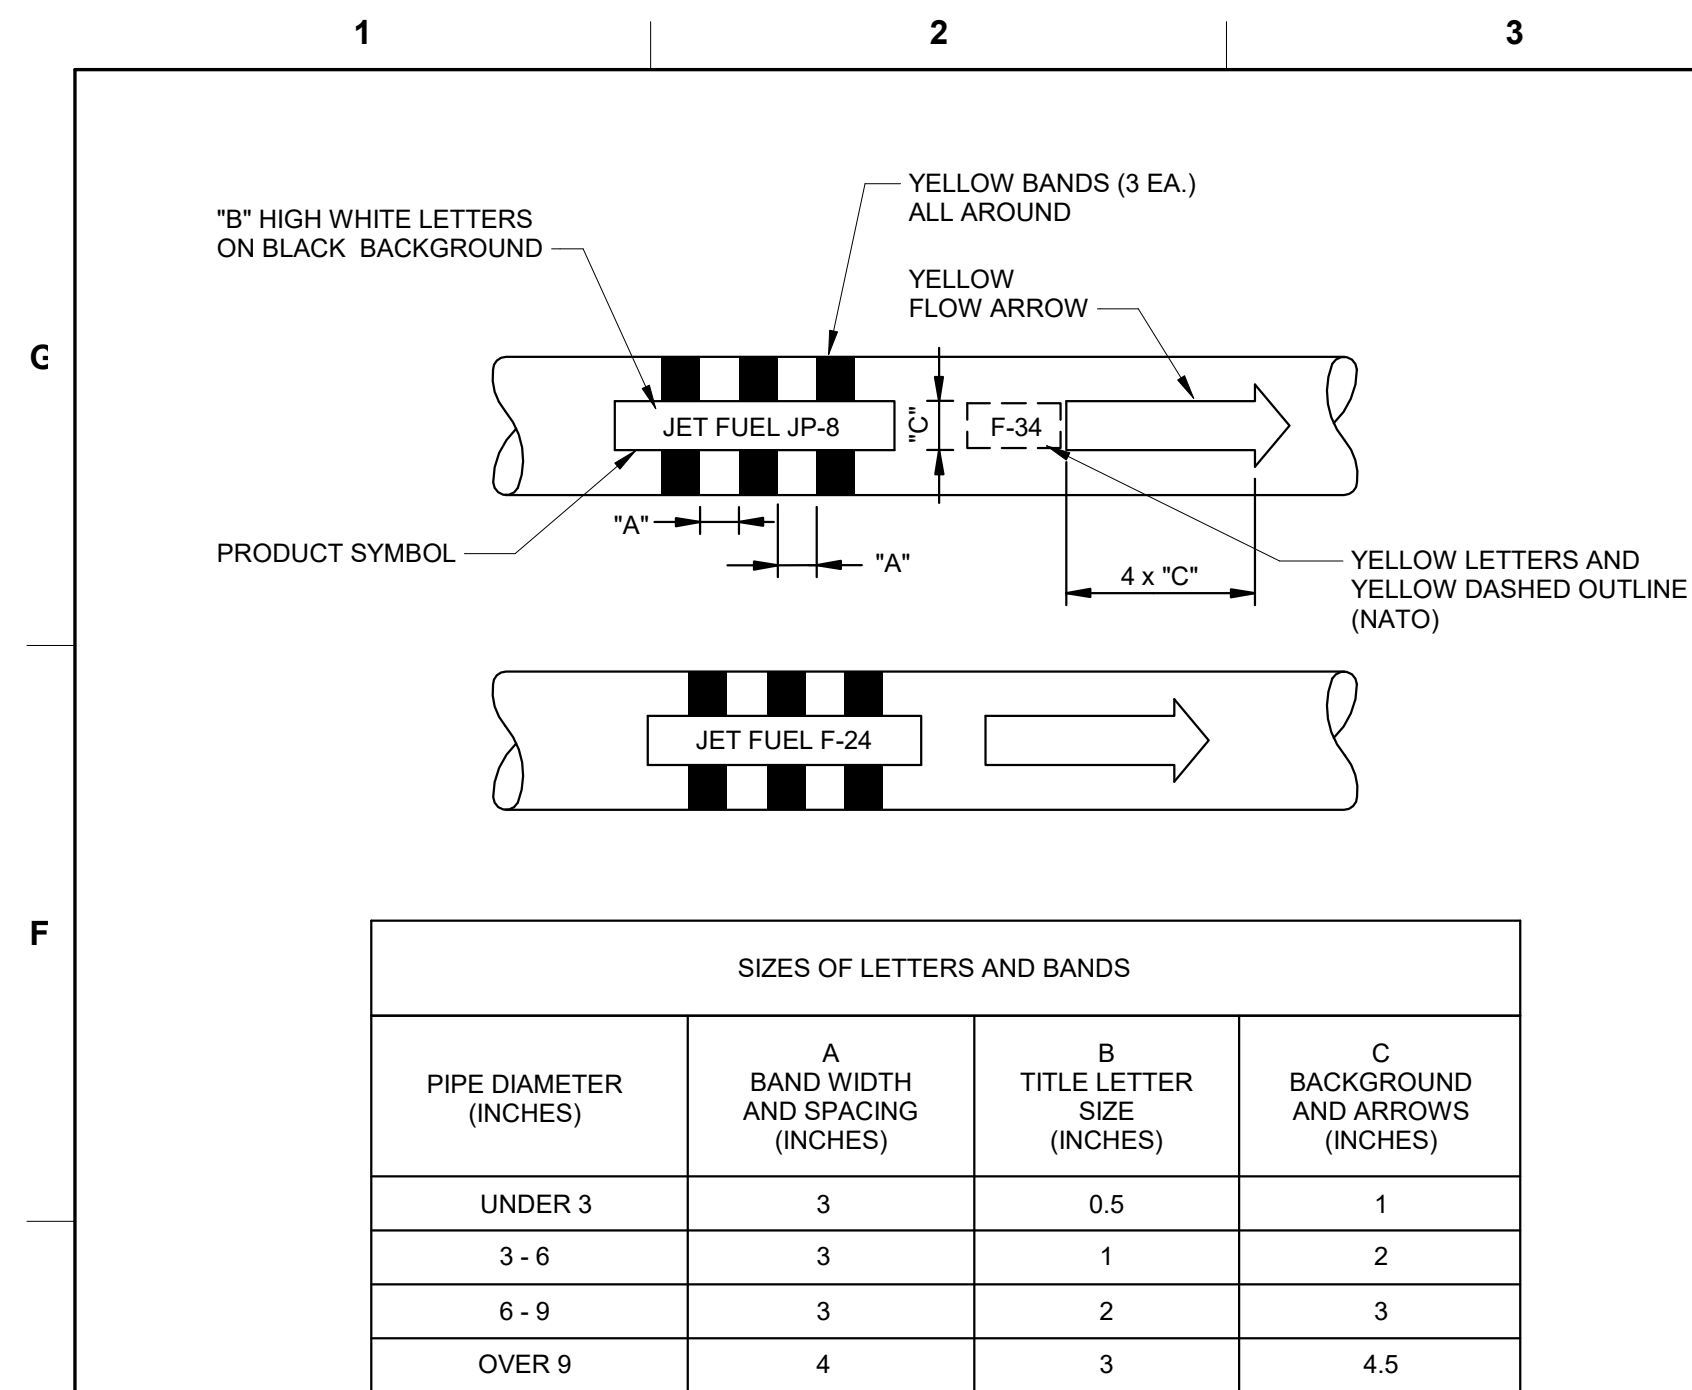 1
2
3
YELLOW BANDS (3 EA.)
ALL AROUND
"B" HIGH WHITE LETTERS
ON BLACK  BACKGROUND
YELLOW
FLOW ARROW
G
JET FUEL JP-8
"C"
F-34
"A"
"A"
PRODUCT SYMBOL
4 x "C"
YELLOW LETTERS AND
YELLOW DASHED OUTLINE
(NATO)
JET FUEL F-24
F
SIZES OF LETTERS AND BANDS
PIPE DIAMETER
(INCHES)
A
BAND WIDTH
AND SPACING
(INCHES)
B
TITLE LETTER
SIZE
(INCHES)
C
BACKGROUND
AND ARROWS
(INCHES)
UNDER 3 3 0.5 1
3 - 6 3 1 2
6 - 9 3 2 3
OVER 9 4 3 4.5